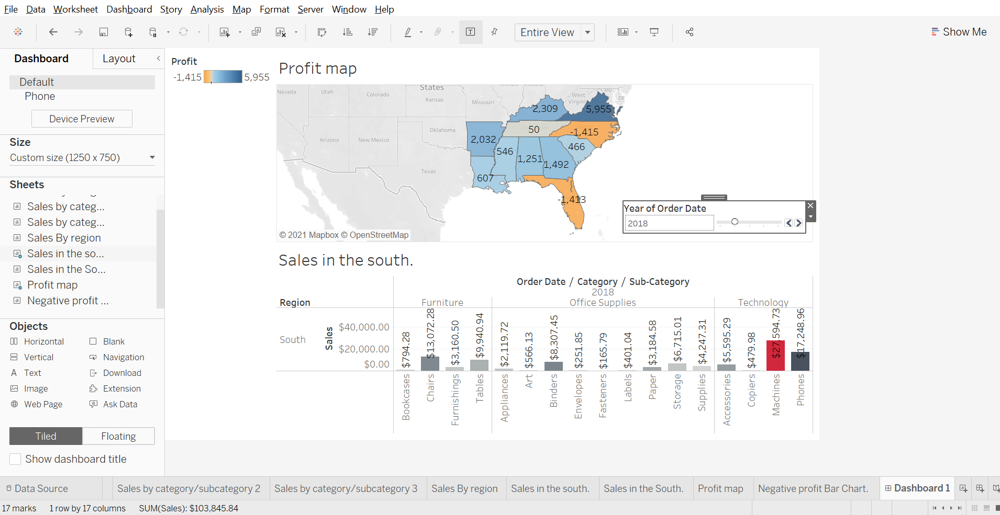 File Data Worksheet Dashboard Story Analysis Map Format Server Window Help
Entire View
Show Me
Dashboard
Layout
Default
Phone
Device Preview
Size
Custom size (1250 x 750)
Sheets
Sales by categ...
Sales by categ...
Sales By region
Sales in the so...
Sales in the So...
Profit map
Negative profit ...
Objects
Horizontal Blank
Vertical Navigation
Text Download
Image Extension
Web Page Ask Data
Tiled Floating
Show dashboard title
Profit
-1,415 5,955
Profit map
States
Nevada
Utah
Colorado
Kansas
Missouri
West
Virginia
MD
DE
Arizona
New Mexico
Oklahoma
Texas
2,309
5,955
50
-1,415
2,032
546
1,251
1,492
466
607
-1,413
© 2021 Mapbox © OpenStreetMap
Year of Order Date
2018
Sales in the south.
Order Date / Category / Sub-Category
2018
Region
Furniture Office Supplies Technology
South
Sales
$40,000.00
$20,000.00
$0.00
$794.28
$13,072.28
$3,160.50
$9,940.94
$2,119.72
$566.13
$8,307.45
$251.85
$165.79
$401.04
$3,184.58
$6,715.01
$4,247.31
$5,595.29
$479.98
$27,594.73
$17,248.96
Bookcases
Chairs
Furnishings
Tables
Appliances
Art
Binders
Envelopes
Fasteners
Labels
Paper
Storage
Supplies
Accessories
Copiers
Machines
Phones
Data Source
Sales by category/subcategory 2
Sales by category/subcategory 3
Sales By region
Sales in the south.
Sales in the South.
Profit map
Negative profit Bar Chart.
Dashboard 1
17 marks 1 row by 17 columns SUM(Sales): $103,845.84